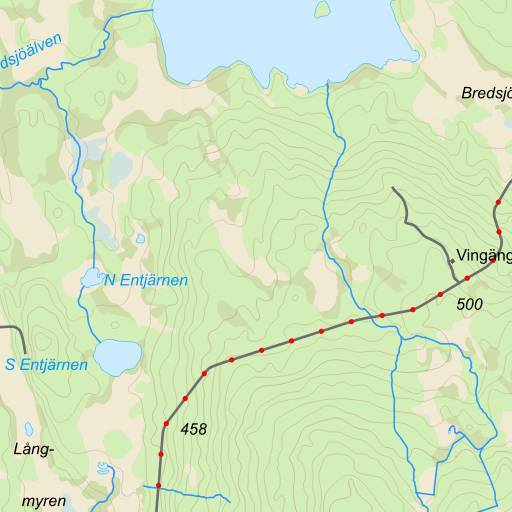 dsjöälven
Bredsjö
Vingäng
N Entjärnen
500
S Entjärnen
458
Lång-
myren